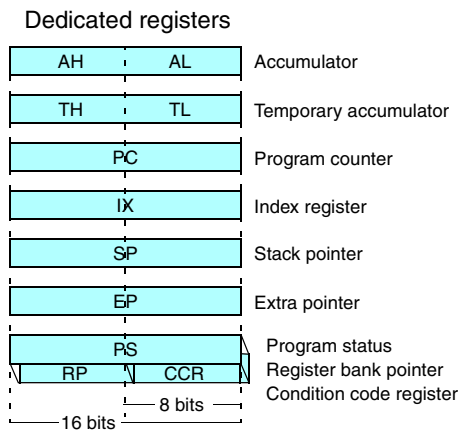 Dedicated registers
AH AL Accumulator
TH TL Temporary accumulator
PC Program counter
IX Index register
SP Stack pointer
EP Extra pointer
PS Program status
RP CCR Register bank pointer
Condition code register
8 bits
16 bits